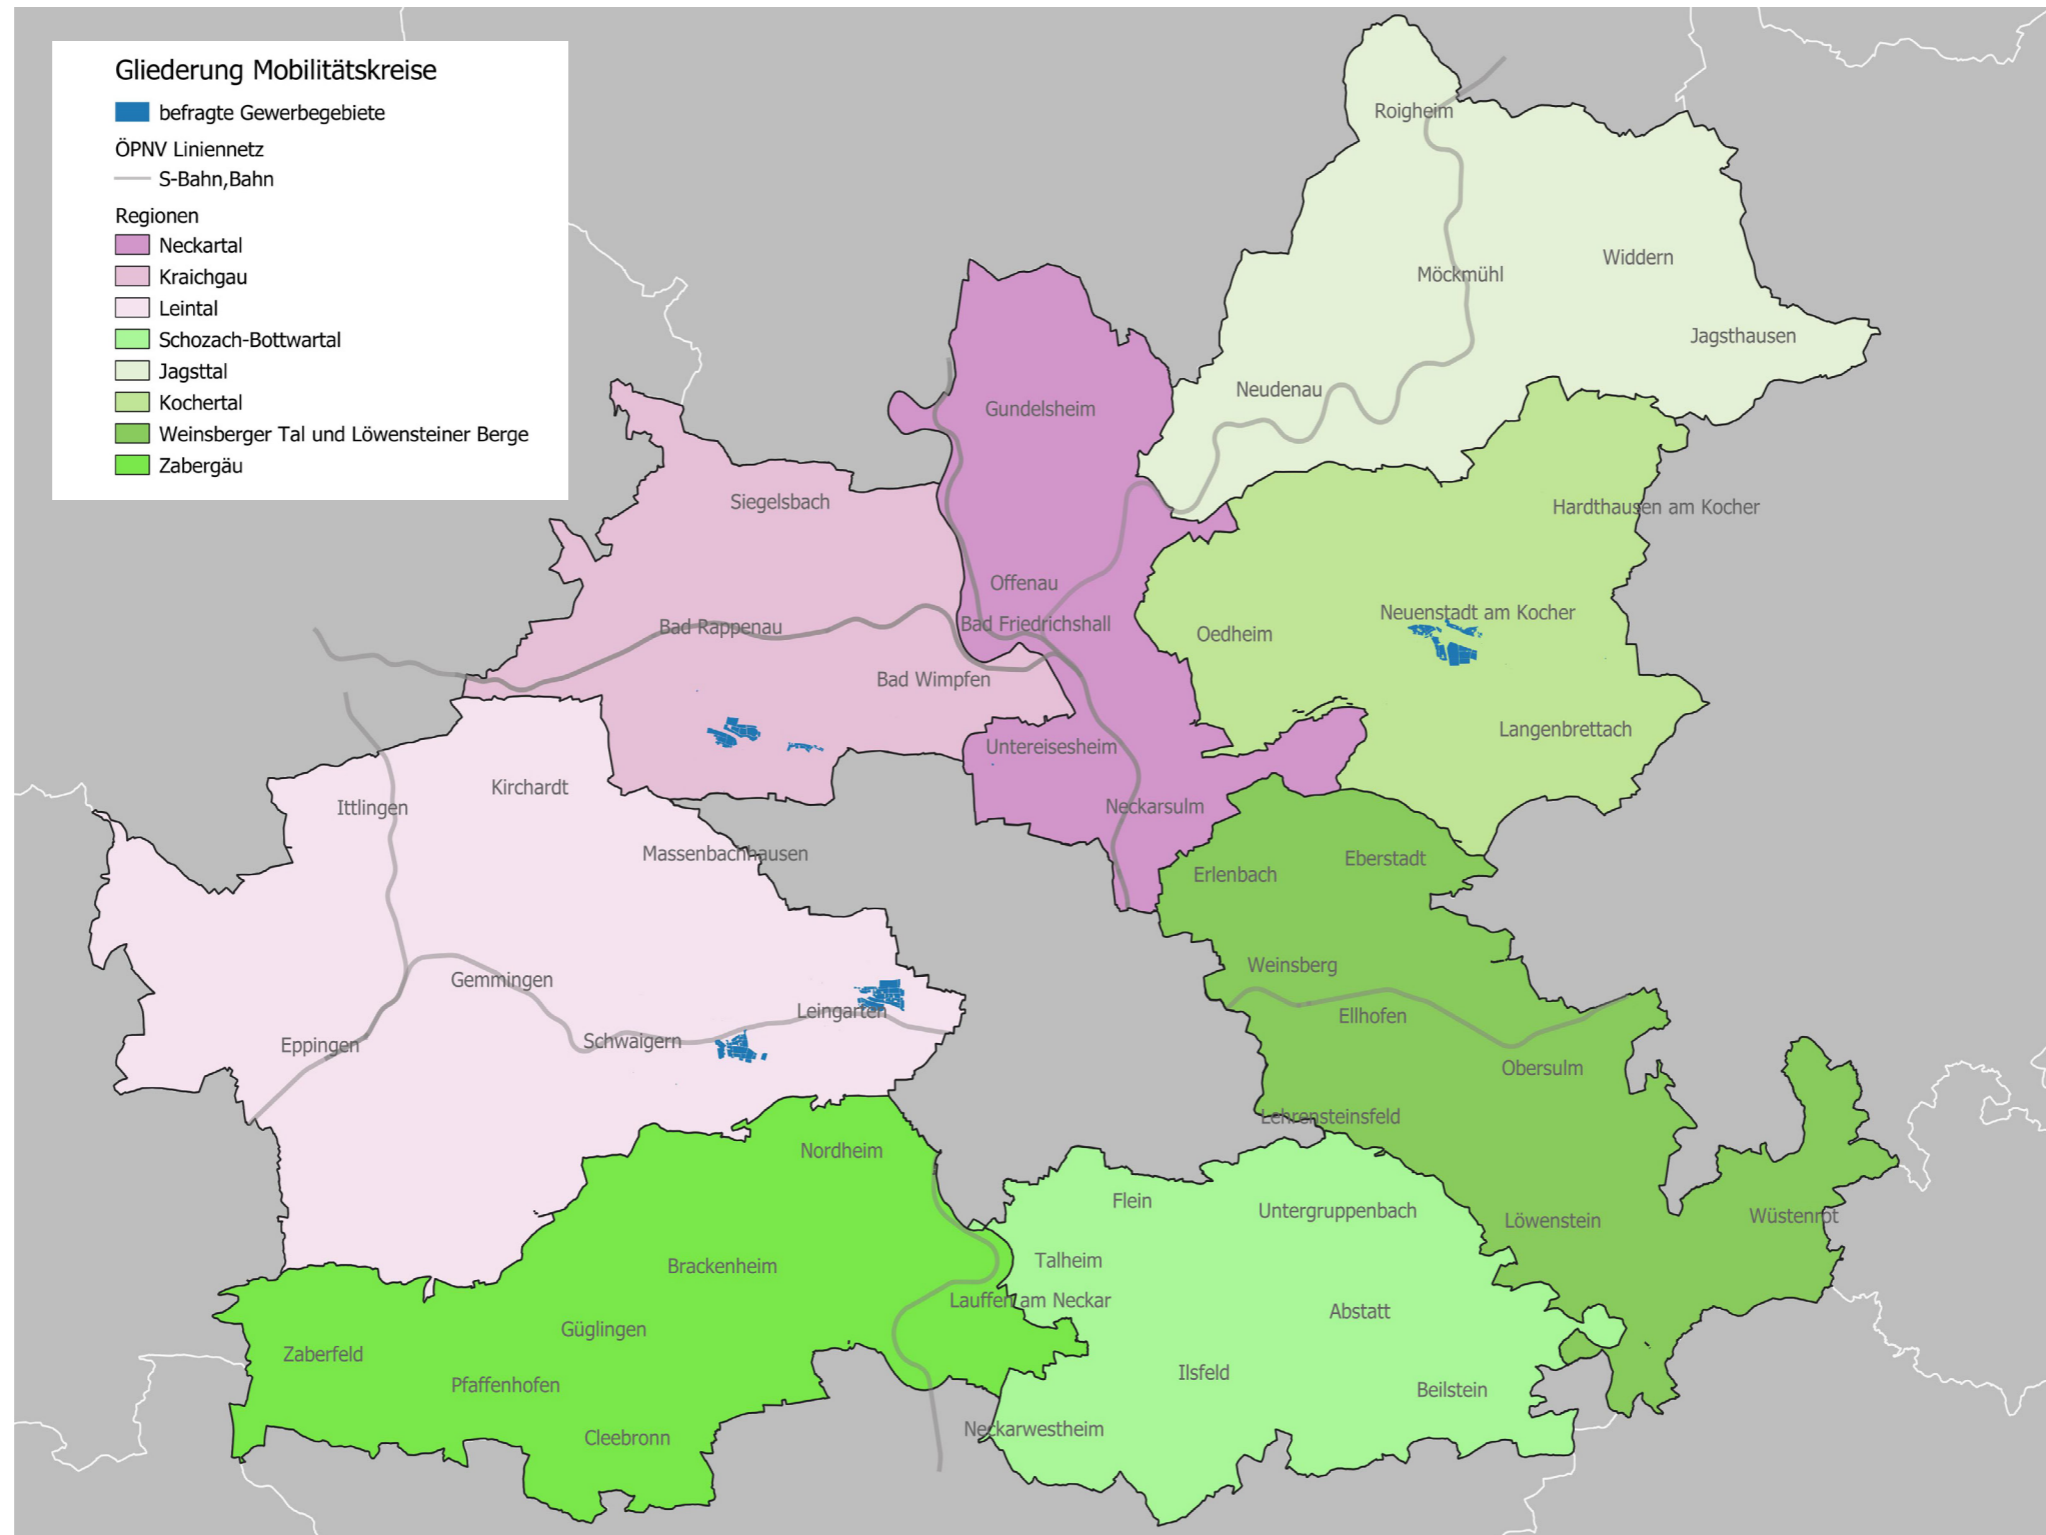 Gliederung Mobilitätskreise
befragte Gewerbegebiete
ÖPNV Liniennetz
S-Bahn,Bahn
Regionen
Neckartal
Kraichgau
Leintal
Schozach-Bottwartal
Jagsttal
Kochertal
Weinsberger Tal und Löwensteiner Berge
Zabergäu
Roigheim
Widdern
Möckmühl
Jagsthausen
Neudenau
Gundelsheim
Siegelsbach
Hardthausen am Kocher
Offenau
Neuenstadt am Kocher
Bad Friedrichshall
Bad Rappenau
Oedheim
Bad Wimpfen
Langenbrettach
Untereisesheim
Kirchardt
Ittlingen
Neckarsulm
Massenbachhausen
Eberstadt
Erlenbach
Weinsberg
Gemmingen
Leingarten
Ellhofen
Schwaigern
Eppingen
Obersulm
Lehrensteinsfeld
Nordheim
Flein
Untergruppenbach
Wüstenrot
Löwenstein
Talheim
Brackenheim
Lauffen am Neckar
Abstatt
Güglingen
Zaberfeld
Ilsfeld
Pfaffenhofen
Beilstein
Neckarwestheim
Cleebronn